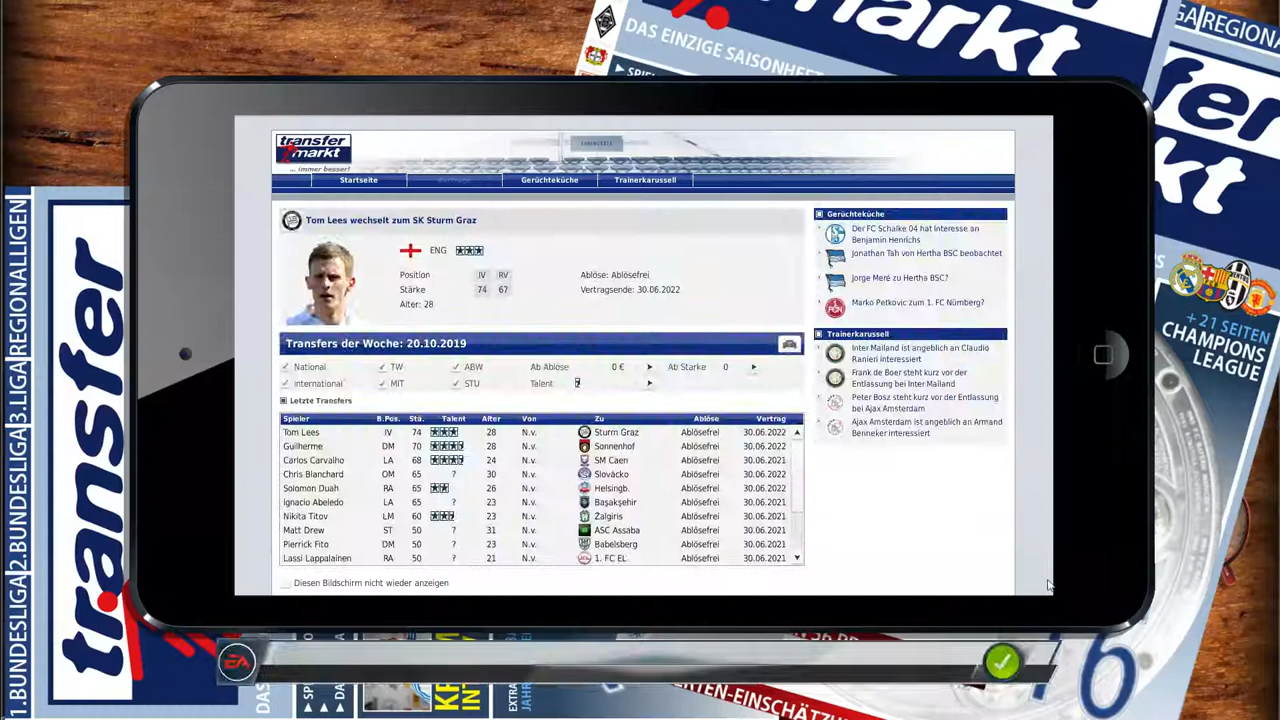 transfer
markt
... immer besser!
Startseite
Gerüchteküche
Trainerkarussell
Tom Lees wechselt zum SK Sturm Graz
ENG
Position IV RV
Stärke 74 67
Alter: 28
Ablöse: Ablösefrei
Vertragsende: 30.06.2022
Transfers der Woche: 20.10.2019
National TW ABW Ab Ablöse 0 € Ab Stärke 0
International MIT STU Talent
Letzte Transfers
Spieler B.Pos. Stä. Talent Alter Von Zu Ablöse Vertrag
Tom Lees IV 74 28 N.v. Sturm Graz Ablösefrei 30.06.2022
Guilherme DM 70 28 N.v. Sonnenhof Ablösefrei 30.06.2022
Carlos Carvalho LA 68 24 N.v. SM Caen Ablösefrei 30.06.2021
Chris Blanchard OM 65 ? 30 N.v. Slovácko Ablösefrei 30.06.2022
Solomon Duah RA 65 26 N.v. Helsingb. Ablösefrei 30.06.2022
Ignacio Abeledo LA 65 ? 23 N.v. Başakşehir Ablösefrei 30.06.2021
Nikita Titov LM 65 23 N.v. Žalgiris Ablösefrei 30.06.2021
Matt Drew ST 50 ? 31 N.v. ASC Assaba Ablösefrei 30.06.2021
Pierrick Fito DM 50 ? 23 N.v. Babelsberg Ablösefrei 30.06.2021
Lassi Lappalainen RA 50 ? 21 N.v. 1. FC EL Ablösefrei 30.06.2021
Diesen Bildschirm nicht wieder anzeigen
Gerüchteküche
Der FC Schalke 04 hat Interesse an
Benjamin Henrichs
Jonathan Tah von Hertha BSC beobachtet
Jorge Meré zu Hertha BSC?
Marko Petkovic zum 1. FC Nürnberg?
Trainerkarussell
Inter Mailand ist angeblich an Claudio
Ranieri interessiert
Frank de Boer steht kurz vor der
Entlassung bei Inter Mailand
Peter Bosz steht kurz vor der Entlassung
bei Ajax Amsterdam
Ajax Amsterdam ist angeblich an Armand
Benneker interessiert
DAS EINZIGE SAISONHEFT
markt
1.BUNDESLIGA 2.BUNDESLIGA 3.LIGA REGIONALLIGEN
transfer
+ 21 SEITEN
CHAMPIONS
LEAGUE
EA